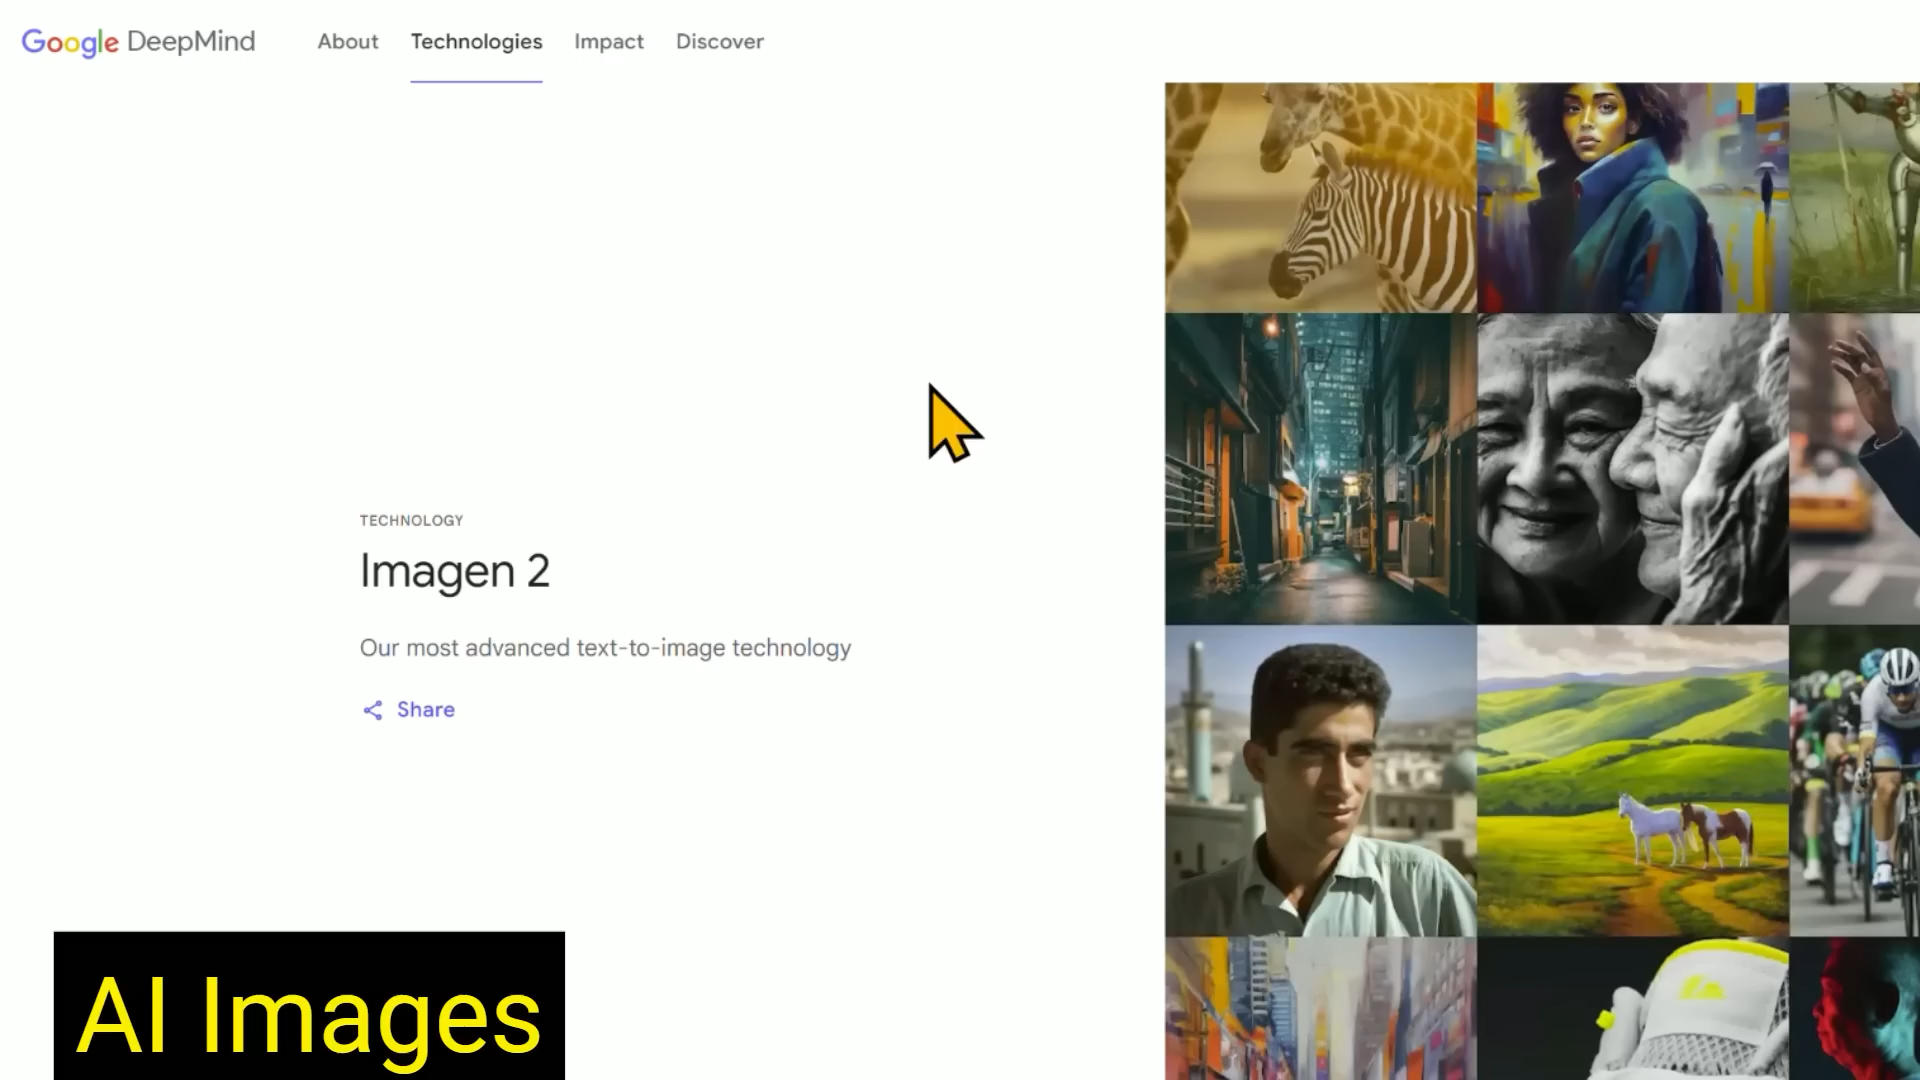 Google DeepMind About Technologies Impact Discover
TECHNOLOGY
Imagen 2
Our most advanced text-to-image technology
Share
AI Images